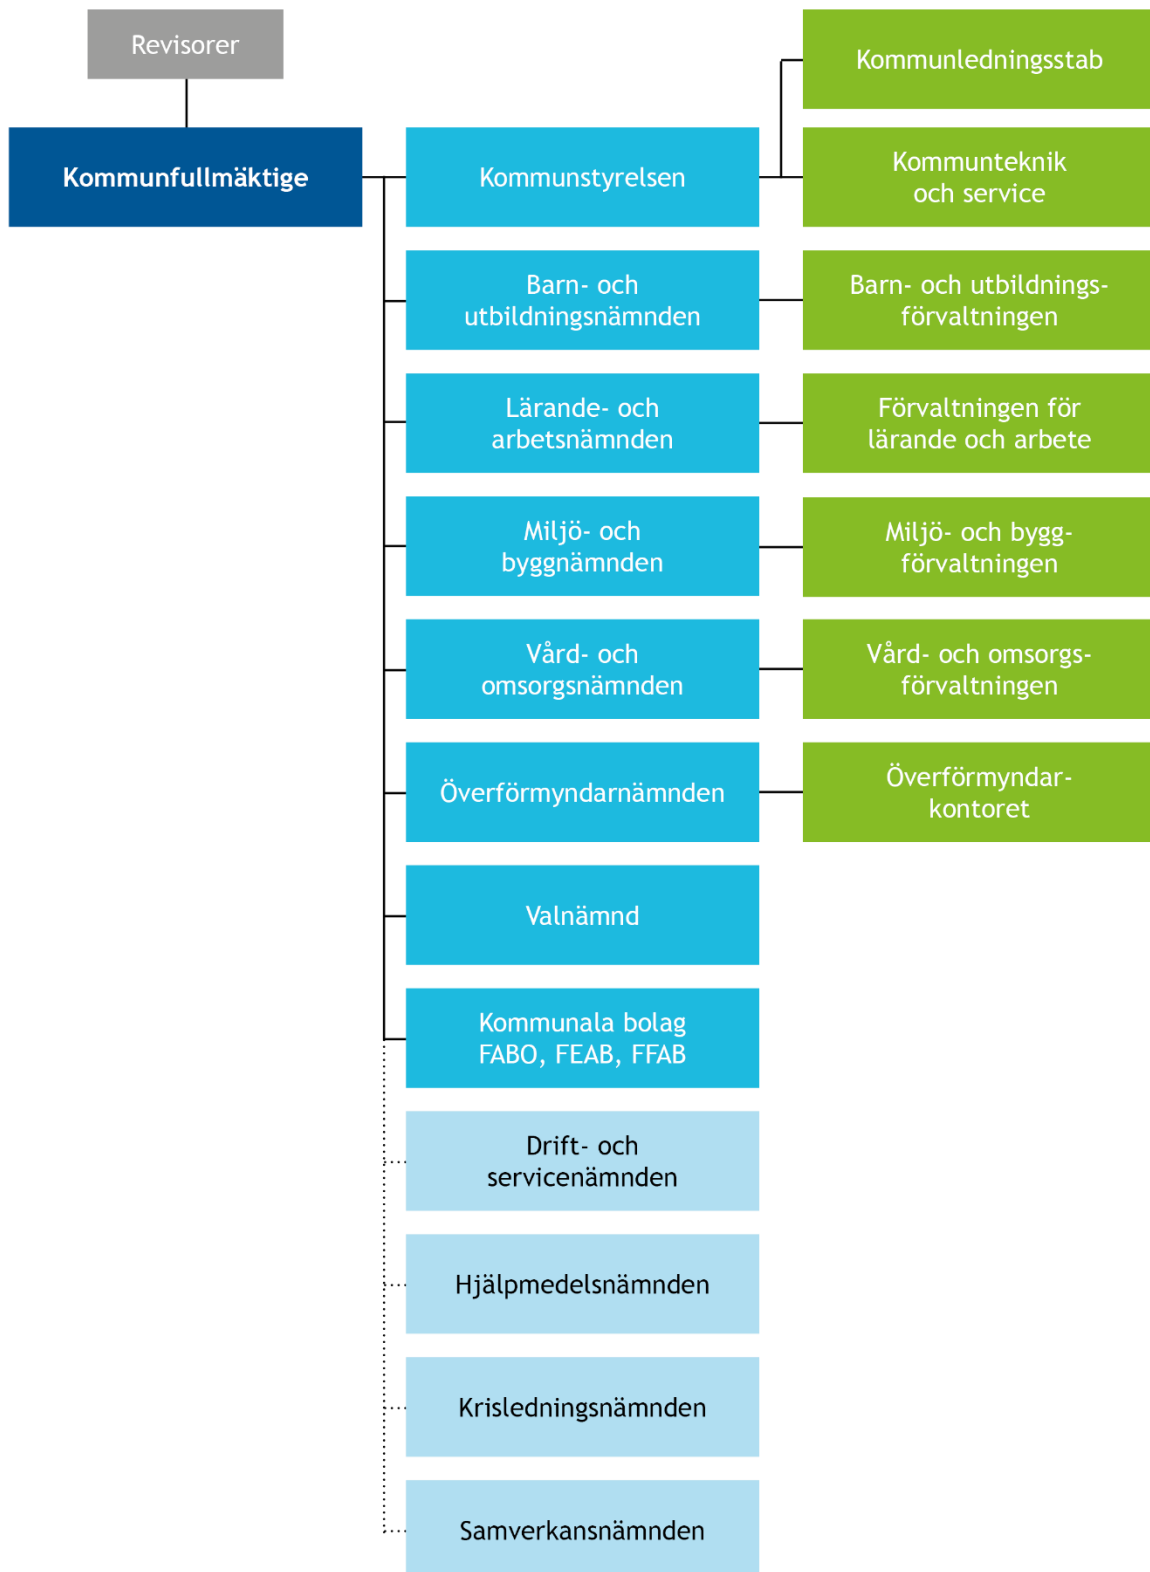 Revisorer
Kommunfullmäktige
Kommunstyrelsen
Kommunledningsstab
Kommunteknik
och service
Barn- och
utbildningsnämnden
Barn- och utbildnings-
förvaltningen
Lärande- och
arbetsnämnden
Förvaltningen för
lärande och arbete
Miljö- och
byggnämnden
Miljö- och bygg-
förvaltningen
Vård- och
omsorgsnämnden
Vård- och omsorgs-
förvaltningen
Överförmyndarnämnden
Överförmyndar-
kontoret
Valnämnd
Kommunala bolag
FABO, FEAB, FFAB
Drift- och
servicenämnden
Hjälpmedelsnämnden
Krisledningsnämnden
Samverkansnämnden